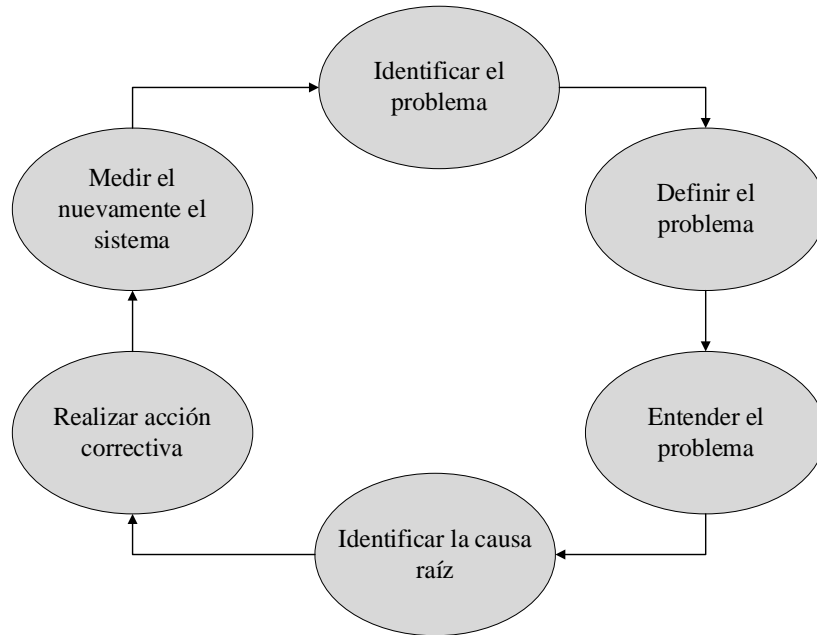 Identificar el
problema
Definir el
problema
Entender el
problema
Identificar la causa
raíz
Realizar acción
correctiva
Medir el
nuevamente el
sistema